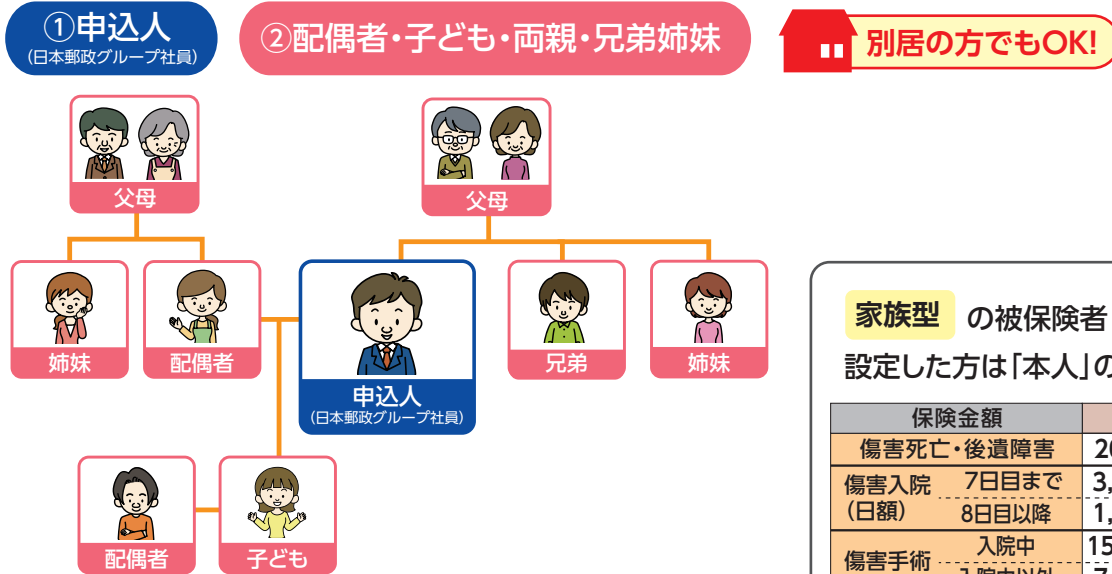 ①申込人
(日本郵政グループ社員)
②配偶者・子ども・両親・兄弟姉妹
別居の方でもOK!
父母
父母
姉妹
配偶者
申込人
(日本郵政グループ社員)
兄弟
姉妹
配偶者
子ども
家族型 の被保険者
設定した方は「本人」の
保険金額
傷害死亡・後遺障害
傷害入院
(日額)
7日目まで
3,
8日目以降
1,
傷害手術
入院中
15